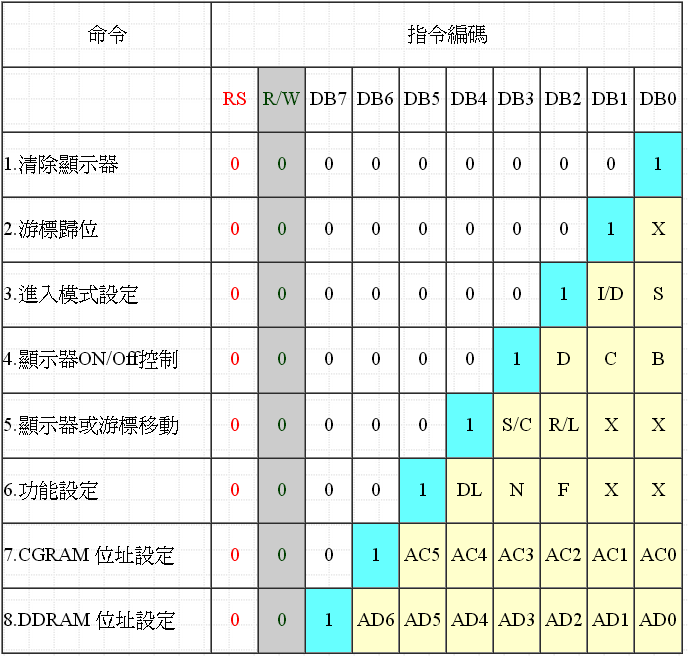 命令 指令編碼
RS R/W DB7 DB6 DB5 DB4 DB3 DB2 DB1 DB0
1.清除顯示器 0 0 0 0 0 0 0 0 0 1
2.游標歸位 0 0 0 0 0 0 0 0 1 X
3.進入模式設定 0 0 0 0 0 0 0 1 I/D S
4.顯示器ON/Off控制 0 0 0 0 0 0 1 D C B
5.顯示器或游標移動 0 0 0 0 0 1 S/C R/L X X
6.功能設定 0 0 0 0 1 DL N F X X
7.CGRAM 位址設定 0 0 0 1 AC5 AC4 AC3 AC2 AC1 AC0
8.DDRAM 位址設定 0 0 1 AD6 AD5 AD4 AD3 AD2 AD1 AD0